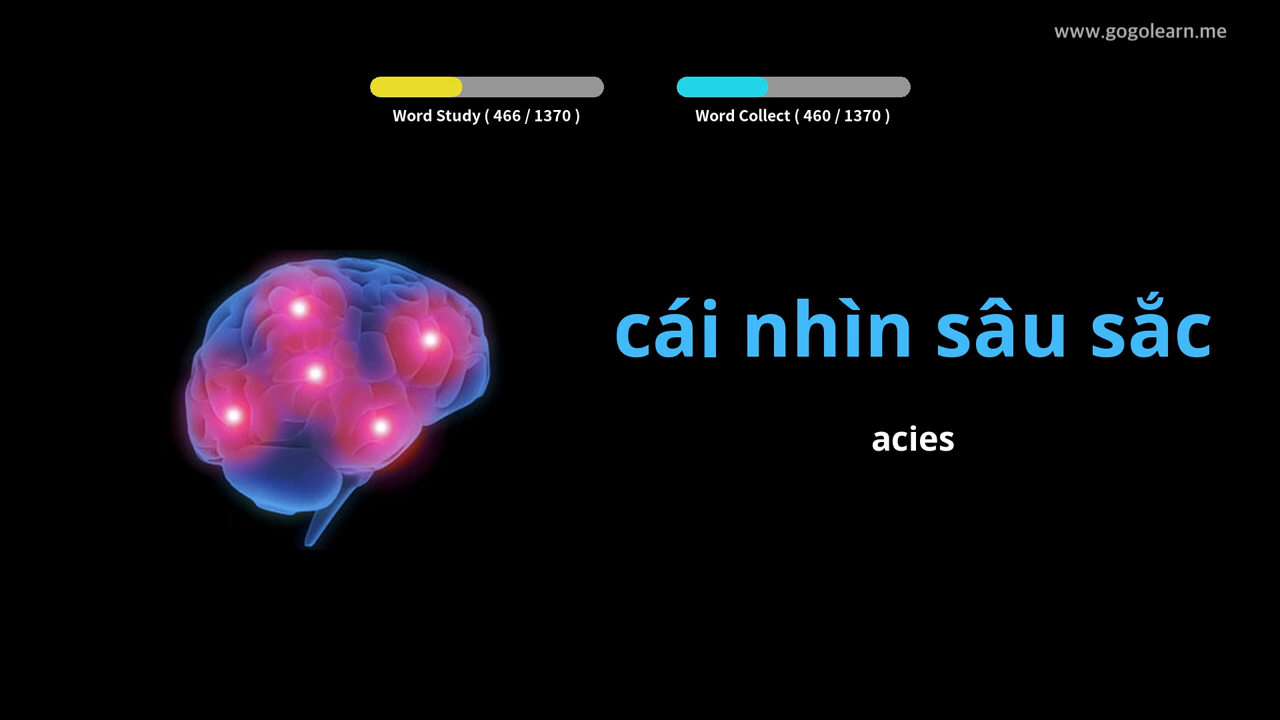 www.gogolearn.me
Word Study ( 466 / 1370 )
Word Collect ( 460 / 1370 )
cái nhìn sâu sắc
acies